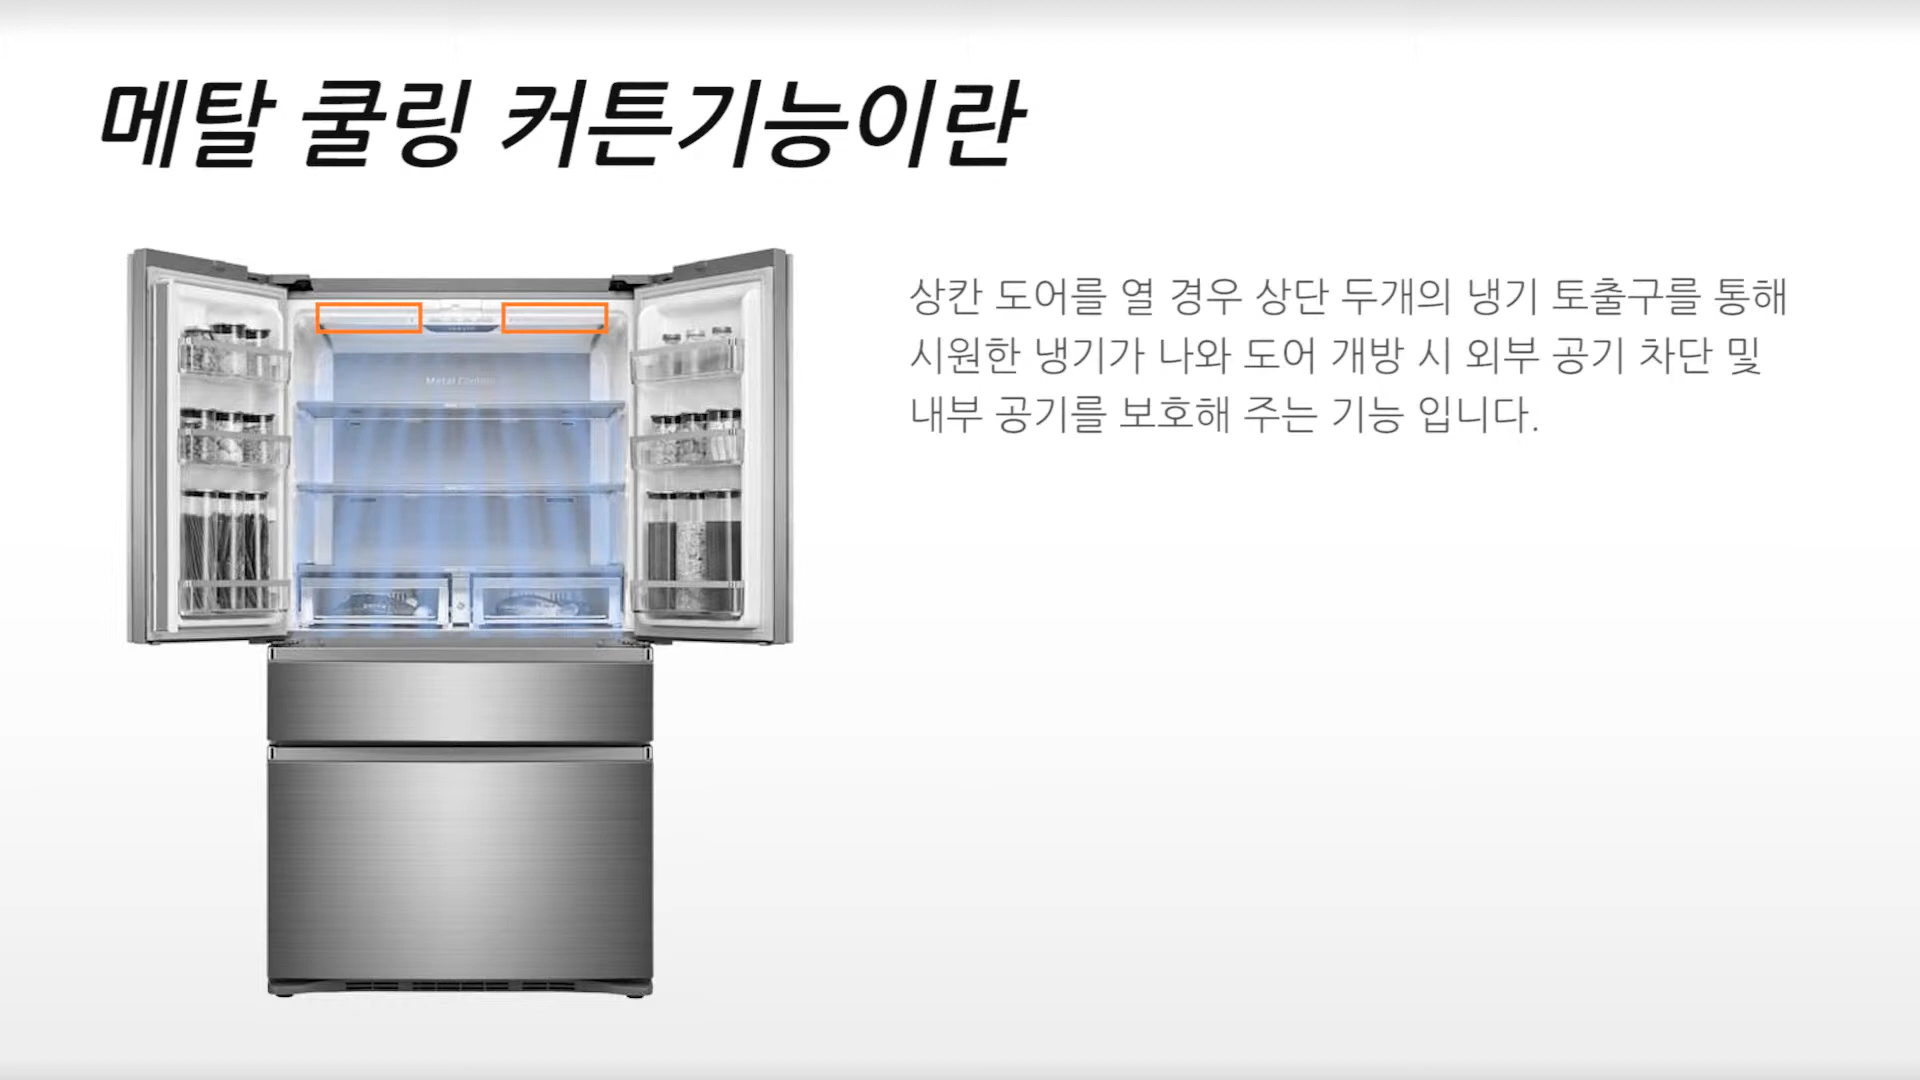 메탈 쿨링 커튼기능이란
상칸 도어를 열 경우 상단 두개의 냉기 토출구를 통해
시원한 냉기가 나와 도어 개방 시 외부 공기 차단 및
내부 공기를 보호해 주는 기능 입니다.
Metal Cooling